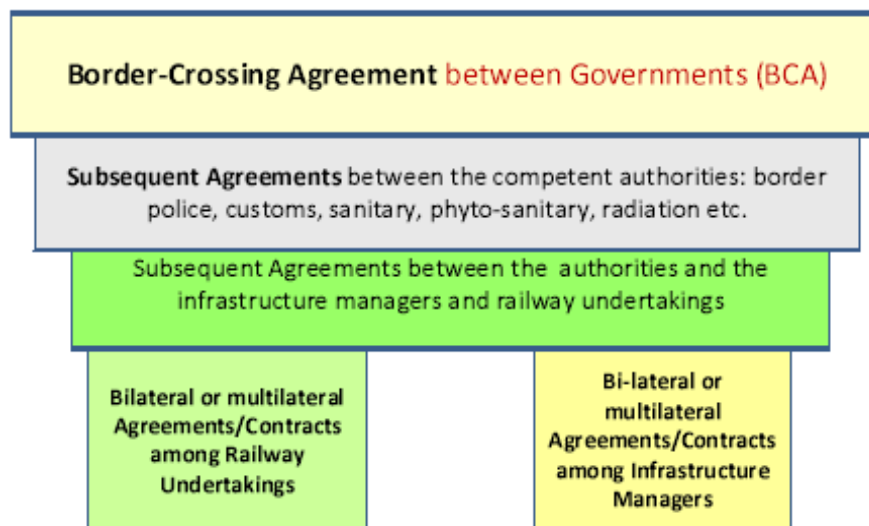 Border-Crossing Agreement between Governments (BCA)
Subsequent Agreements between the competent authorities: border
police, customs, sanitary, phyto-sanitary, radiation etc.
Subsequent Agreements between the authorities and the
infrastructure managers and railway undertakings
Bilateral or multilateral
Agreements/Contracts
among Railway
Undertakings
Bi-lateral or
multilateral
Agreements/Contracts
among Infrastructure
Managers